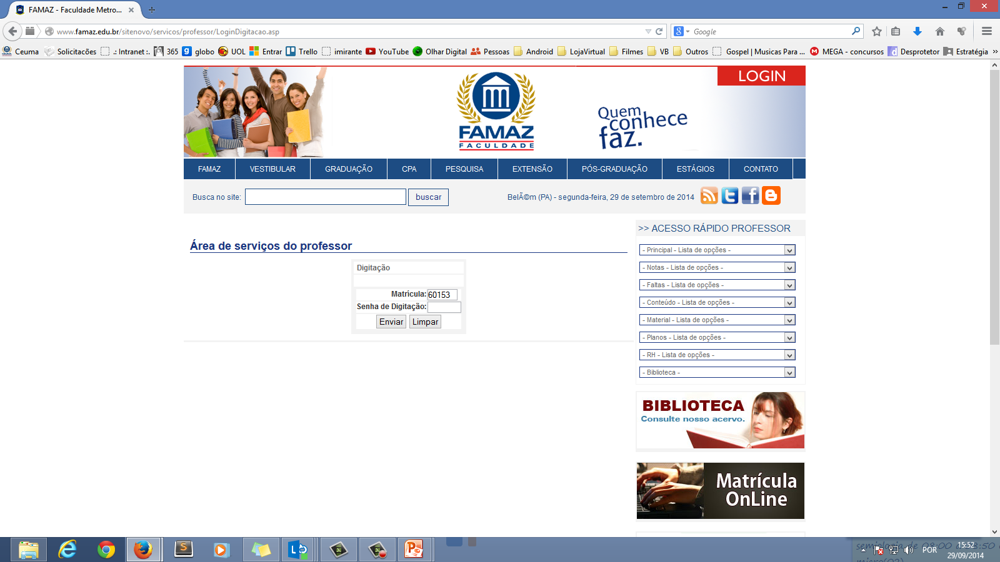 FAMAZ - Faculdade Metro...
www.famaz.edu.br/sitenovo/servicos/professor/LoginDigitacao.asp
Google
Ceuma Solicitacões .: Intranet :. 365 globo UOL Entrar Trello imirante YouTube Olhar Digital Pessoas Android LojaVirtual Filmes VB Outros Gospel | Musicas Para ... MEGA - concursos Desprotetor Estratégia »
LOGIN
FAMAZ
FACULDADE
Quem
conhece
faz.
FAMAZ VESTIBULAR GRADUAÇÃO CPA PESQUISA EXTENSÃO PÓS-GRADUAÇÃO ESTÁGIOS CONTATO
Busca no site: buscar BelÃ©m (PA) - segunda-feira, 29 de setembro de 2014
Área de serviços do professor
Digitação
Matrícula: 60153
Senha de Digitação:
Enviar Limpar
>> ACESSO RÁPIDO PROFESSOR
- Principal - Lista de opções -
- Notas - Lista de opções -
- Faltas - Lista de opções -
- Conteúdo - Lista de opções -
- Material - Lista de opções -
- Planos - Lista de opções -
- RH - Lista de opções -
- Biblioteca -
BIBLIOTECA
Consulte nosso acervo.
Matrícula
OnLine
POR
15:52
29/09/2014